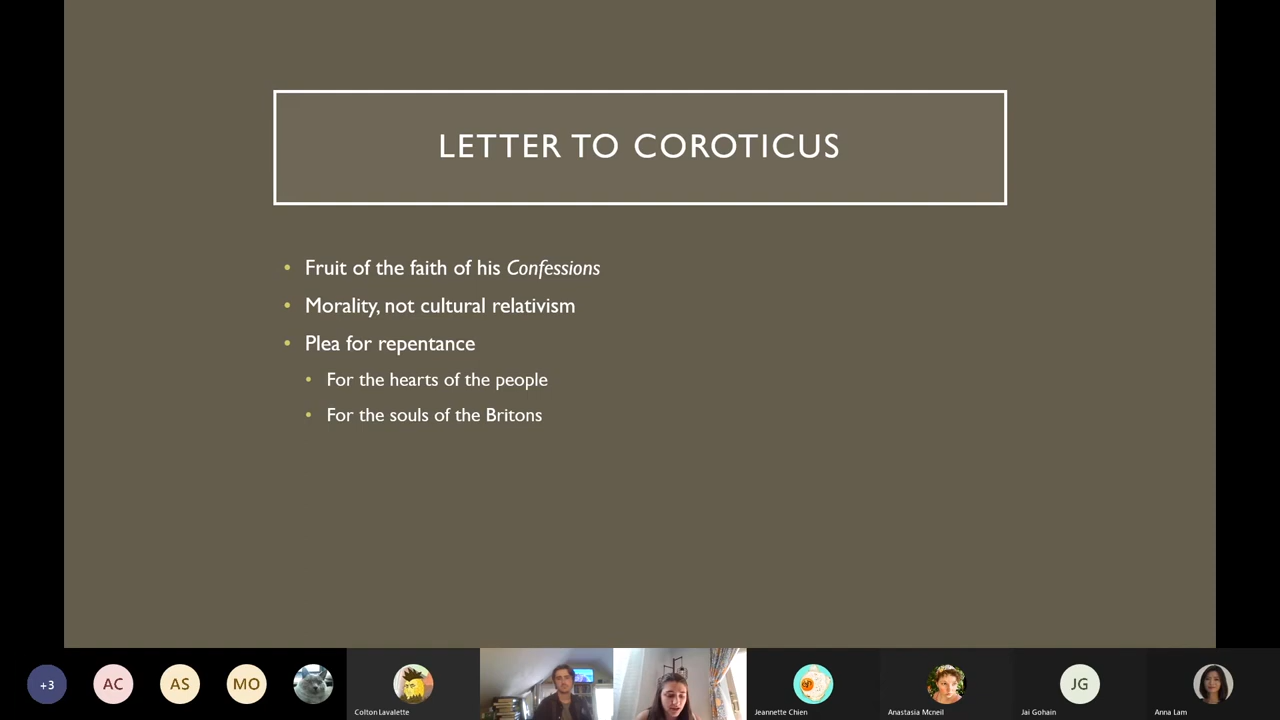 LETTER TO COROTICUS
• Fruit of the faith of his Confessions
• Morality, not cultural relativism
• Plea for repentance
• For the hearts of the people
• For the souls of the Britons
+3
AC
AS
MO
Colton Lavalette
Jeannette Chien
Anastasia Mcneil
JG
Jai Gohain
Anna Lam